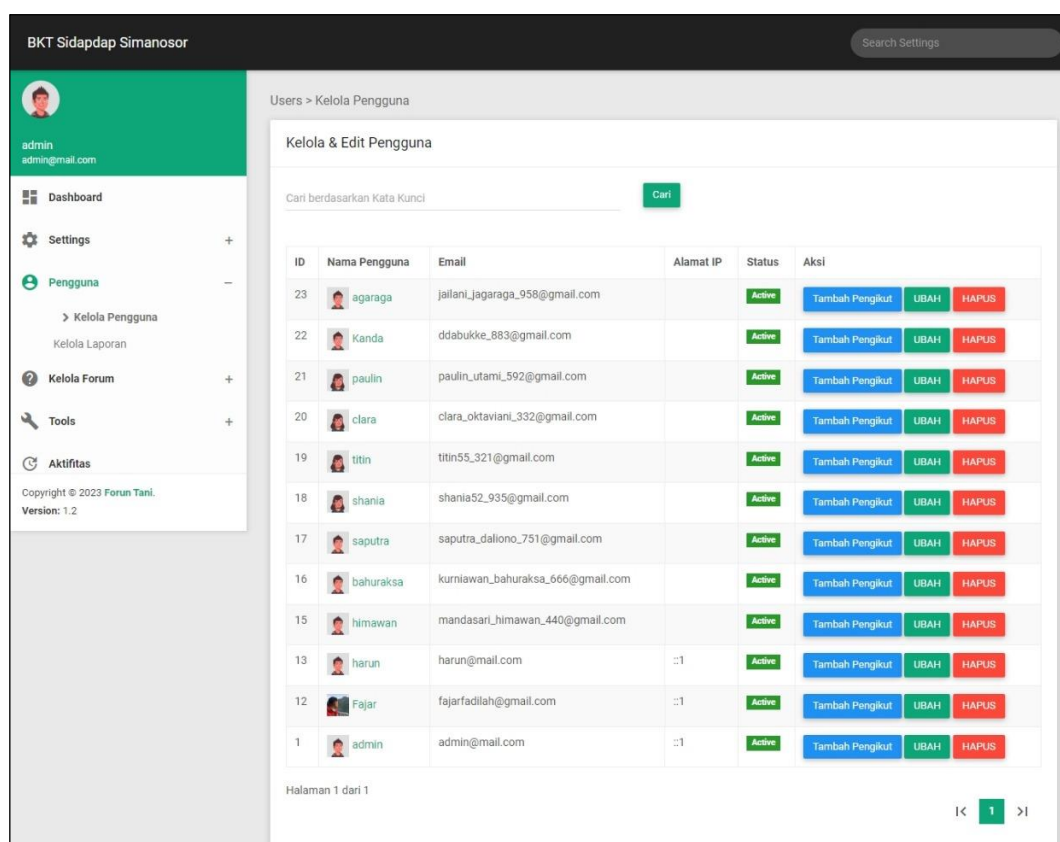 BKT Sidapdap Simanosor
Search Settings
admin
admin@mail.com
Dashboard
Settings +
Pengguna −
> Kelola Pengguna
Kelola Laporan
Kelola Forum +
Tools +
Aktifitas
Copyright © 2023 Forun Tani.
Version: 1.2
Users > Kelola Pengguna
Kelola & Edit Pengguna
Cari berdasarkan Kata Kunci Cari
ID Nama Pengguna Email Alamat IP Status Aksi
23 agaraga jailani_jagaraga_958@gmail.com Active Tambah Pengikut UBAH HAPUS
22 Kanda ddabukke_883@gmail.com Active Tambah Pengikut UBAH HAPUS
21 paulin paulin_utami_592@gmail.com Active Tambah Pengikut UBAH HAPUS
20 clara clara_oktaviani_332@gmail.com Active Tambah Pengikut UBAH HAPUS
19 titin titin55_321@gmail.com Active Tambah Pengikut UBAH HAPUS
18 shania shania52_935@gmail.com Active Tambah Pengikut UBAH HAPUS
17 saputra saputra_daliono_751@gmail.com Active Tambah Pengikut UBAH HAPUS
16 bahuraksa kurniawan_bahuraksa_666@gmail.com Active Tambah Pengikut UBAH HAPUS
15 himawan mandasari_himawan_440@gmail.com Active Tambah Pengikut UBAH HAPUS
13 harun harun@mail.com ::1 Active Tambah Pengikut UBAH HAPUS
12 Fajar fajarfadilah@gmail.com ::1 Active Tambah Pengikut UBAH HAPUS
1 admin admin@mail.com ::1 Active Tambah Pengikut UBAH HAPUS
Halaman 1 dari 1
|< 1 >|